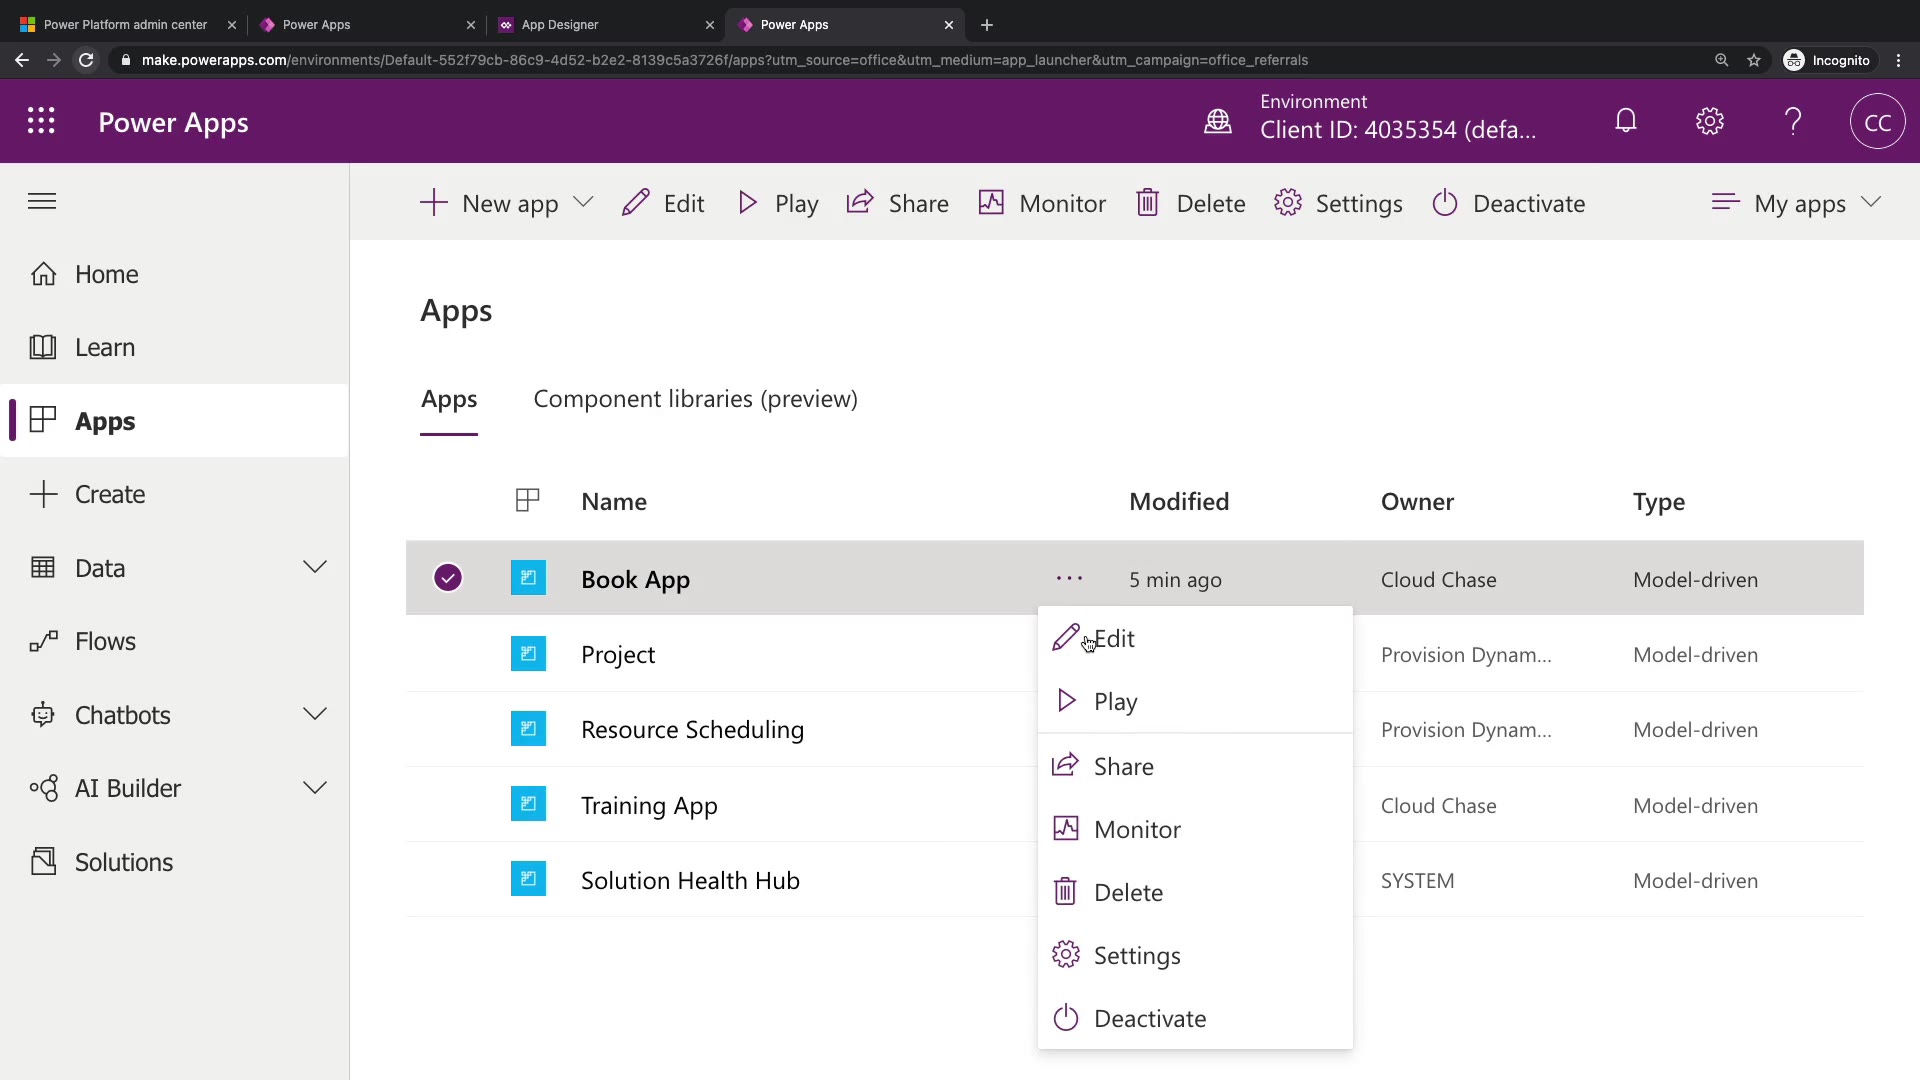 Power Platform admin center
Power Apps
App Designer
Power Apps
make.powerapps.com/environments/Default-552f79cb-86c9-4d52-b2e2-8139c5a3726f/apps?utm_source=office&utm_medium=app_launcher&utm_campaign=office_referrals
Incognito
Power Apps
Environment
Client ID: 4035354 (defa...
CC
New app
Edit
Play
Share
Monitor
Delete
Settings
Deactivate
My apps
Home
Learn
Apps
Create
Data
Flows
Chatbots
AI Builder
Solutions
Apps
Apps
Component libraries (preview)
Name
Modified
Owner
Type
Book App
5 min ago
Cloud Chase
Model-driven
Project
Provision Dynam...
Model-driven
Resource Scheduling
Provision Dynam...
Model-driven
Training App
Cloud Chase
Model-driven
Solution Health Hub
SYSTEM
Model-driven
Edit
Play
Share
Monitor
Delete
Settings
Deactivate